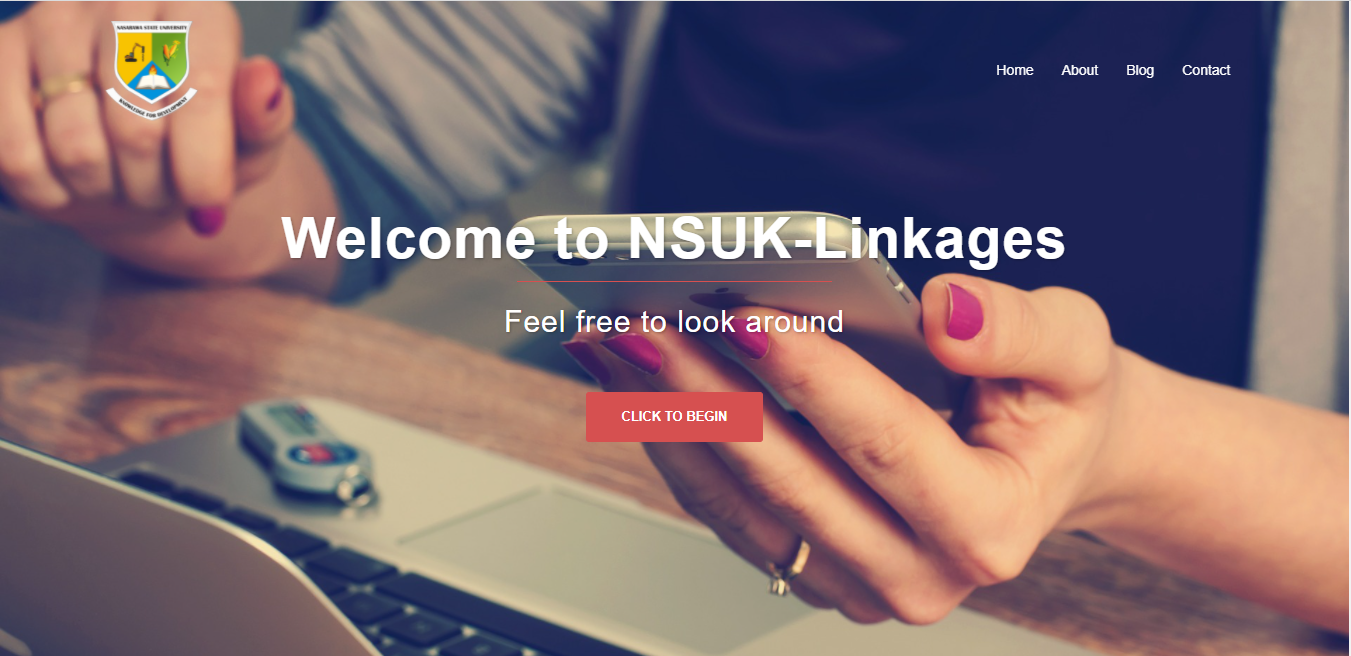 NASARAWA STATE UNIVERSITY
KNOWLEDGE FOR DEVELOPMENT
Home About Blog Contact
Welcome to NSUK-Linkages
Feel free to look around
CLICK TO BEGIN